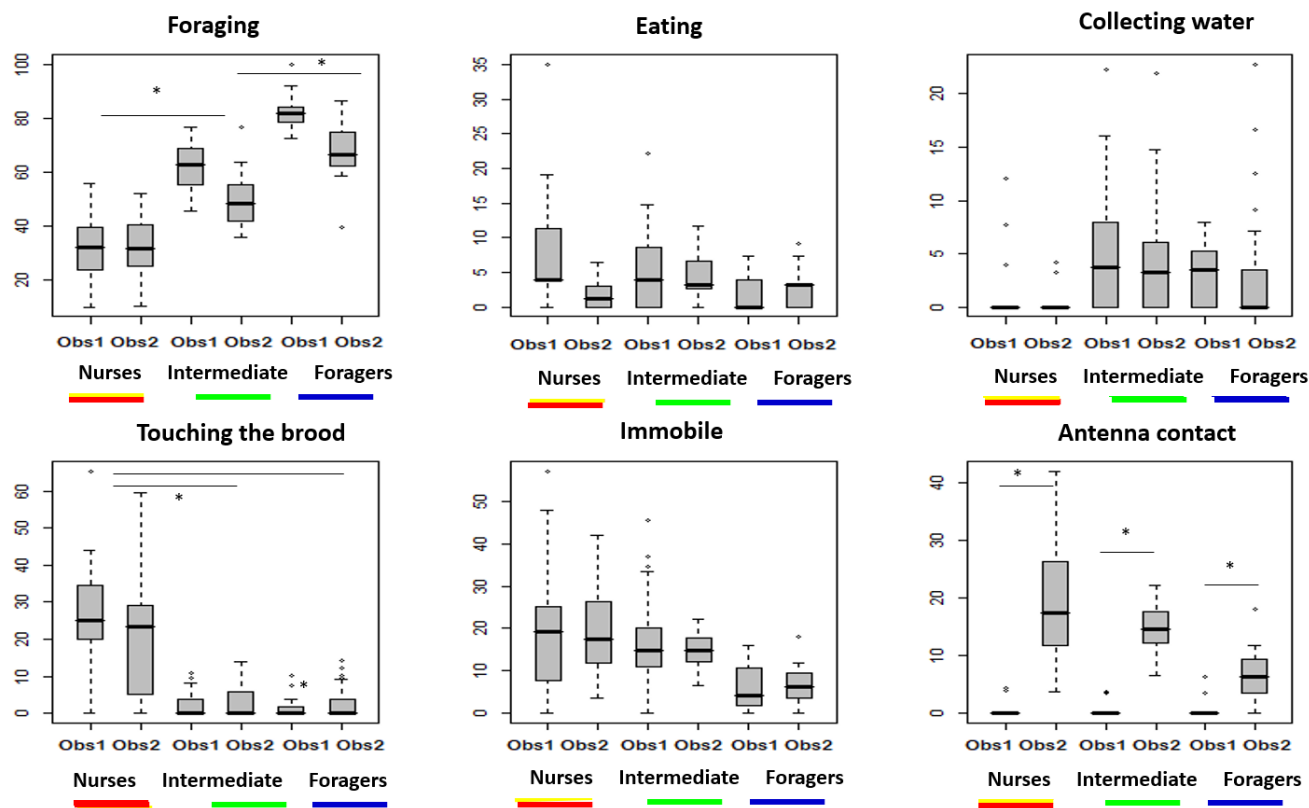 Foraging
100
80
60
40
20
*
*
Obs1 Obs2 Obs1 Obs2 Obs1 Obs2
Nurses Intermediate Foragers
Eating
35
30
25
20
15
10
5
0
Obs1 Obs2 Obs1 Obs2 Obs1 Obs2
Nurses Intermediate Foragers
Collecting water
20
15
10
5
0
Obs1 Obs2 Obs1 Obs2 Obs1 Obs2
Nurses Intermediate Foragers
Touching the brood
60
50
40
30
20
10
0
*
*
Obs1 Obs2 Obs1 Obs2 Obs1 Obs2
Nurses Intermediate Foragers
Immobile
50
40
30
20
10
0
Obs1 Obs2 Obs1 Obs2 Obs1 Obs2
Nurses Intermediate Foragers
Antenna contact
40
30
20
10
0
*
*
*
Obs1 Obs2 Obs1 Obs2 Obs1 Obs2
Nurses Intermediate Foragers